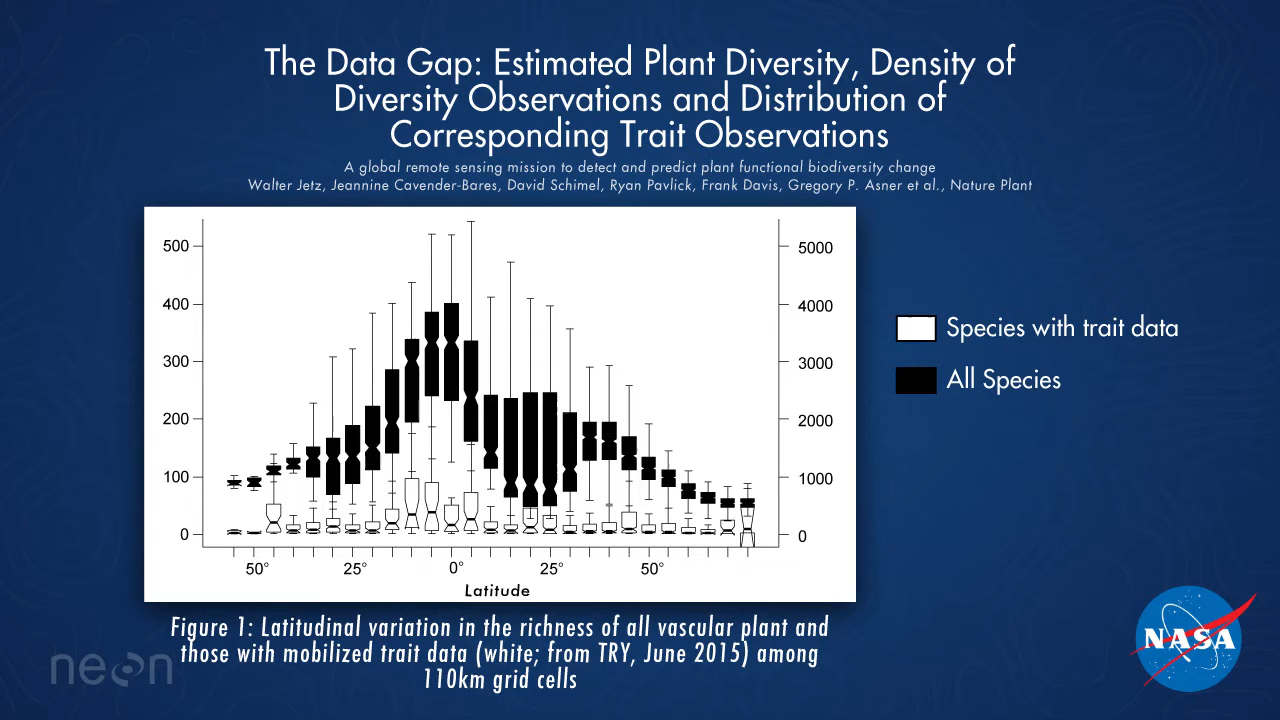 The Data Gap: Estimated Plant Diversity, Density of
Diversity Observations and Distribution of
Corresponding Trait Observations
A global remote sensing mission to detect and predict plant functional biodiversity change
Walter Jetz, Jeannine Cavender-Bares, David Schimel, Ryan Pavlick, Frank Davis, Gregory P. Asner et al., Nature Plant
500
400
300
200
100
0
5000
4000
3000
2000
1000
0
50° 25° 0° 25° 50°
Latitude
Species with trait data
All Species
Figure 1: Latitudinal variation in the richness of all vascular plant and
those with mobilized trait data (white; from TRY, June 2015) among
110km grid cells
neon
NASA